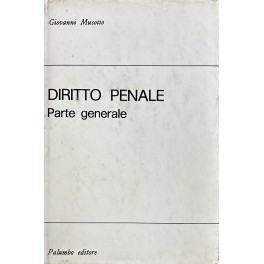 Giovanni Musotto
DIRITTO PENALE
Parte generale
Palumbo editore